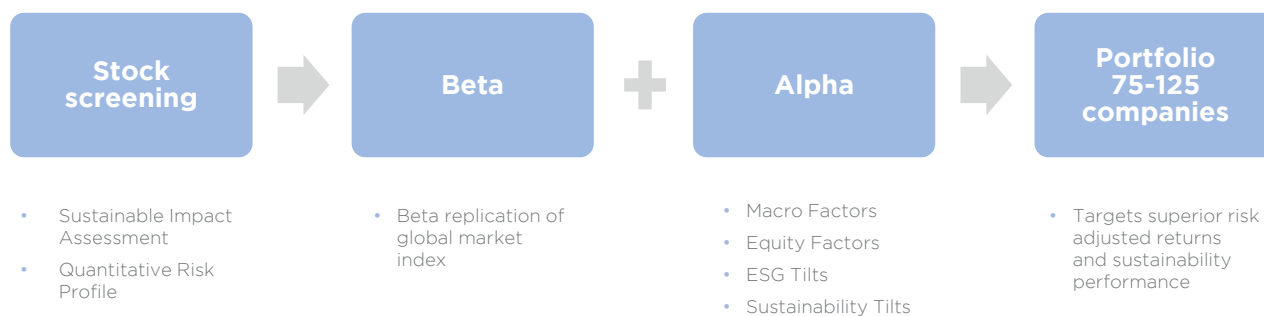 Stock
screening
Beta
Alpha
Portfolio
75-125
companies
• Sustainable Impact
Assessment
• Quantitative Risk
Profile
• Beta replication of
global market
index
• Macro Factors
• Equity Factors
• ESG Tilts
• Sustainability Tilts
• Targets superior risk
adjusted returns
and sustainability
performance